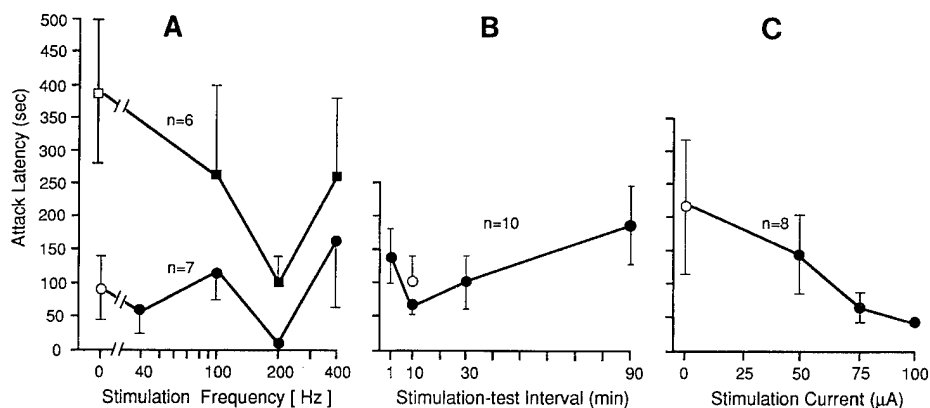 A
B
C
500
450
400
350
300
250
200
150
100
50
0
Attack Latency (sec)
n=6
n=7
n=10
n=8
0 40 100 200 400
1 10 30 90
0 25 50 75 100
Stimulation Frequency [ Hz ]
Stimulation-test Interval (min)
Stimulation Current (μA)